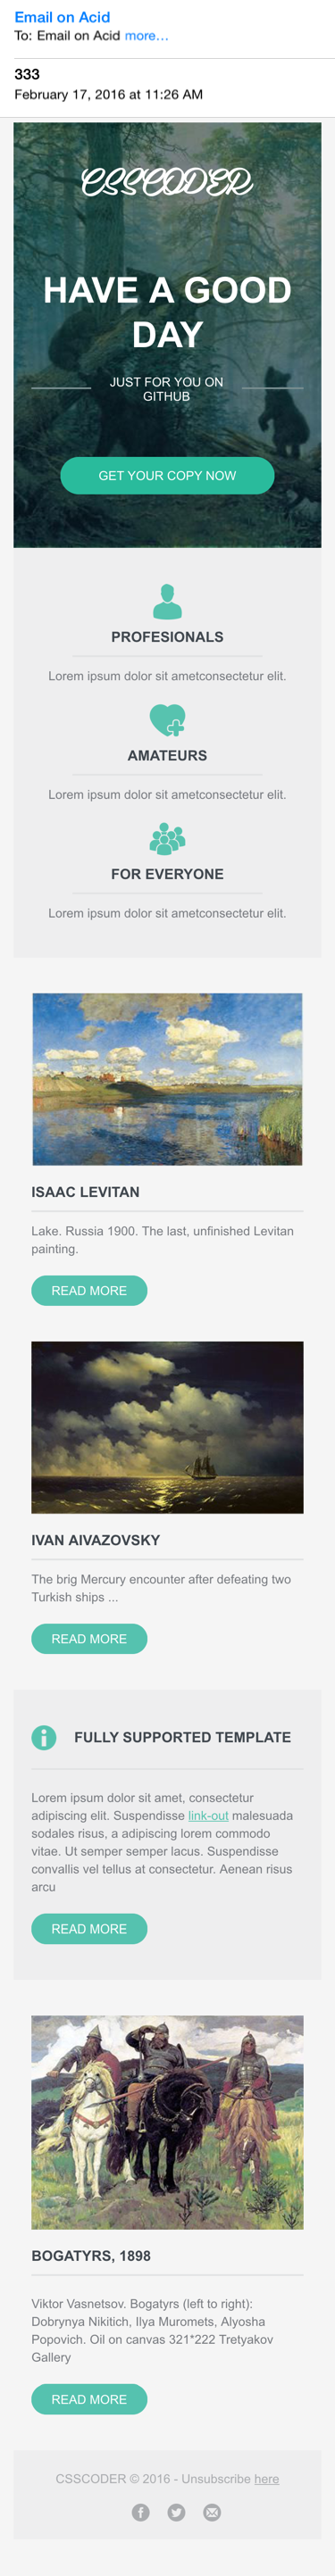 Email on Acid
To: Email on Acid more...
333
February 17, 2016 at 11:26 AM
CSSCODER
HAVE A GOOD
DAY
JUST FOR YOU ON
GITHUB
GET YOUR COPY NOW
PROFESIONALS
Lorem ipsum dolor sit ametconsectetur elit.
AMATEURS
Lorem ipsum dolor sit ametconsectetur elit.
FOR EVERYONE
Lorem ipsum dolor sit ametconsectetur elit.
ISAAC LEVITAN
Lake. Russia 1900. The last, unfinished Levitan
painting.
READ MORE
IVAN AIVAZOVSKY
The brig Mercury encounter after defeating two
Turkish ships ...
READ MORE
FULLY SUPPORTED TEMPLATE
Lorem ipsum dolor sit amet, consectetur
adipiscing elit. Suspendisse link-out malesuada
sodales risus, a adipiscing lorem commodo
vitae. Ut semper semper lacus. Suspendisse
convallis vel tellus at consectetur. Aenean risus
arcu
READ MORE
BOGATYRS, 1898
Viktor Vasnetsov. Bogatyrs (left to right):
Dobrynya Nikitich, Ilya Muromets, Alyosha
Popovich. Oil on canvas 321*222 Tretyakov
Gallery
READ MORE
CSSCODER © 2016 - Unsubscribe here